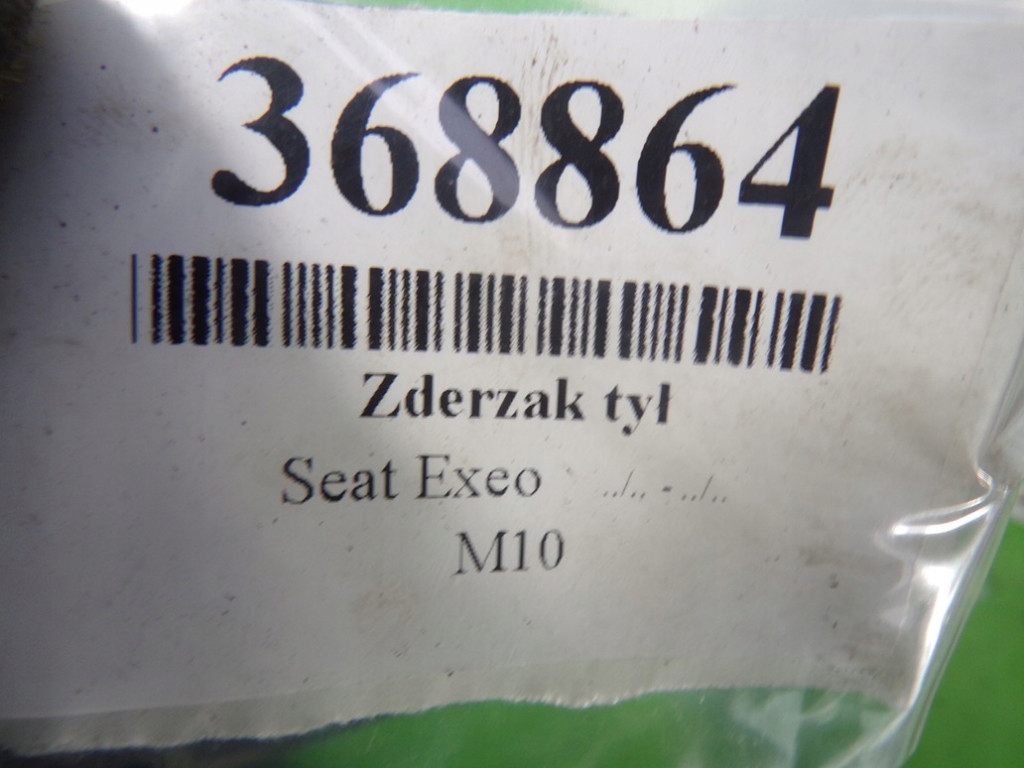 368864
Zderzak tył
Seat Exeo ../.. - ../..
M10